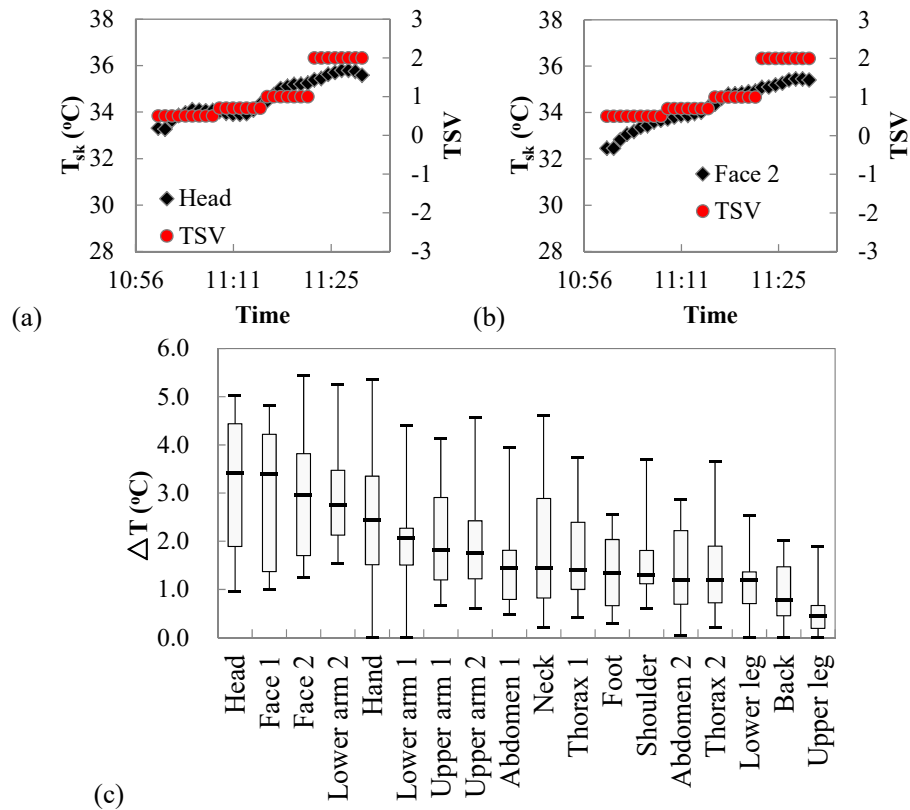 38
36
34
32
30
28
T_sk (°C)
3
2
1
0
-1
-2
-3
TSV
Head
TSV
10:56
11:11
11:25
(a)
Time
38
36
34
32
30
28
T_sk (°C)
3
2
1
0
-1
-2
-3
TSV
Face 2
TSV
10:56
11:11
11:25
(b)
Time
6.0
5.0
4.0
3.0
2.0
1.0
0.0
△T (°C)
Head
Face 1
Face 2
Lower arm 2
Hand
Lower arm 1
Upper arm 1
Upper arm 2
Abdomen 1
Neck
Thorax 1
Foot
Shoulder
Abdomen 2
Thorax 2
Lower leg
Back
Upper leg
(c)